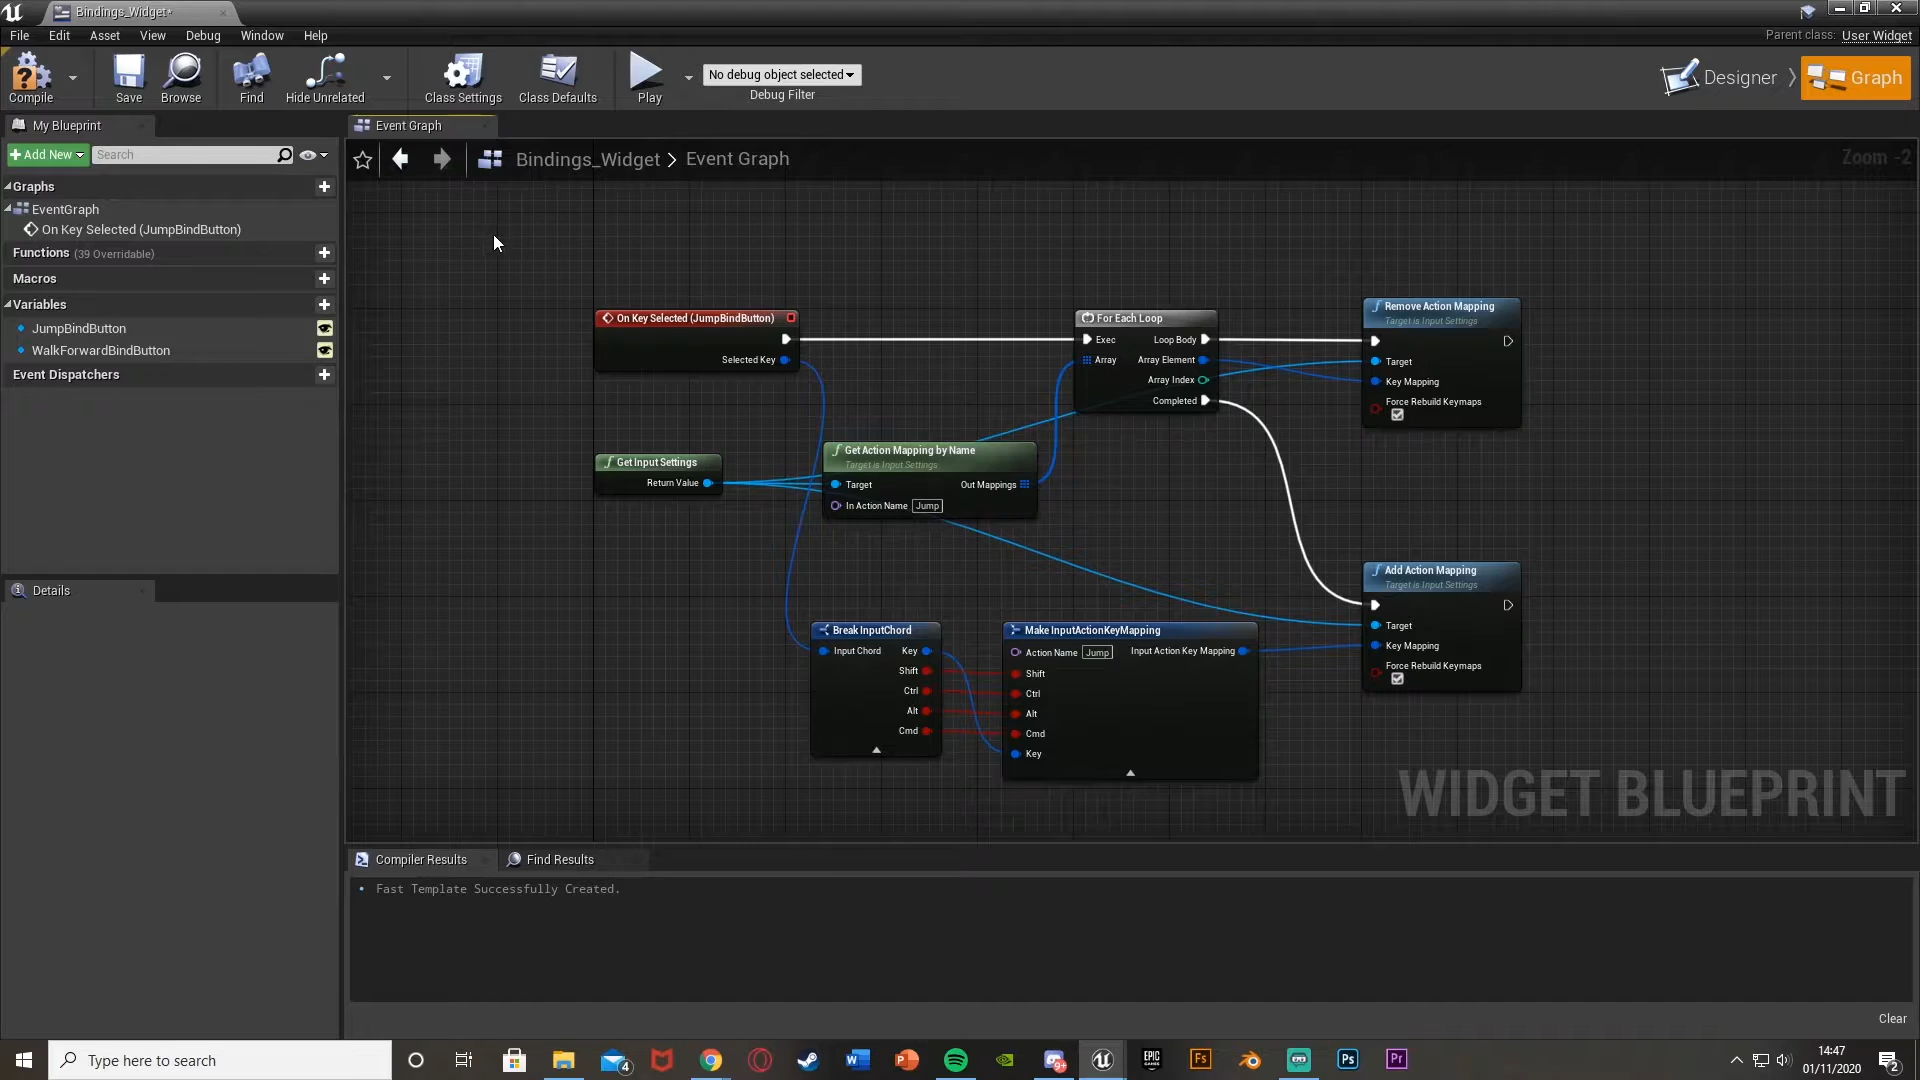 Bindings_Widget*
File Edit Asset View Debug Window Help
Parent class: User Widget
Compile
Save
Browse
Find
Hide Unrelated
Class Settings
Class Defaults
Play
No debug object selected
Debug Filter
Designer
Graph
My Blueprint
Event Graph
Add New
Search
Bindings_Widget > Event Graph
Zoom -2
Graphs
EventGraph
On Key Selected (JumpBindButton)
Functions (39 Overridable)
Macros
Variables
JumpBindButton
WalkForwardBindButton
Event Dispatchers
Details
On Key Selected (JumpBindButton)
Selected Key
For Each Loop
Exec Loop Body
Array Array Element
Array Index
Completed
Remove Action Mapping
Target is Input Settings
Target
Key Mapping
Force Rebuild Keymaps
Get Input Settings
Return Value
Get Action Mapping by Name
Target is Input Settings
Target Out Mappings
In Action Name Jump
Add Action Mapping
Target is Input Settings
Target
Key Mapping
Force Rebuild Keymaps
Break InputChord
Input Chord Key
Shift
Ctrl
Alt
Cmd
Make InputActionKeyMapping
Action Name Jump Input Action Key Mapping
Shift
Ctrl
Alt
Cmd
Key
WIDGET BLUEPRINT
Compiler Results
Find Results
• Fast Template Successfully Created.
Clear
Type here to search
4
W
P
9+
EPIC
GAMES
Fs
Ps
Pr
14:47
01/11/2020
2